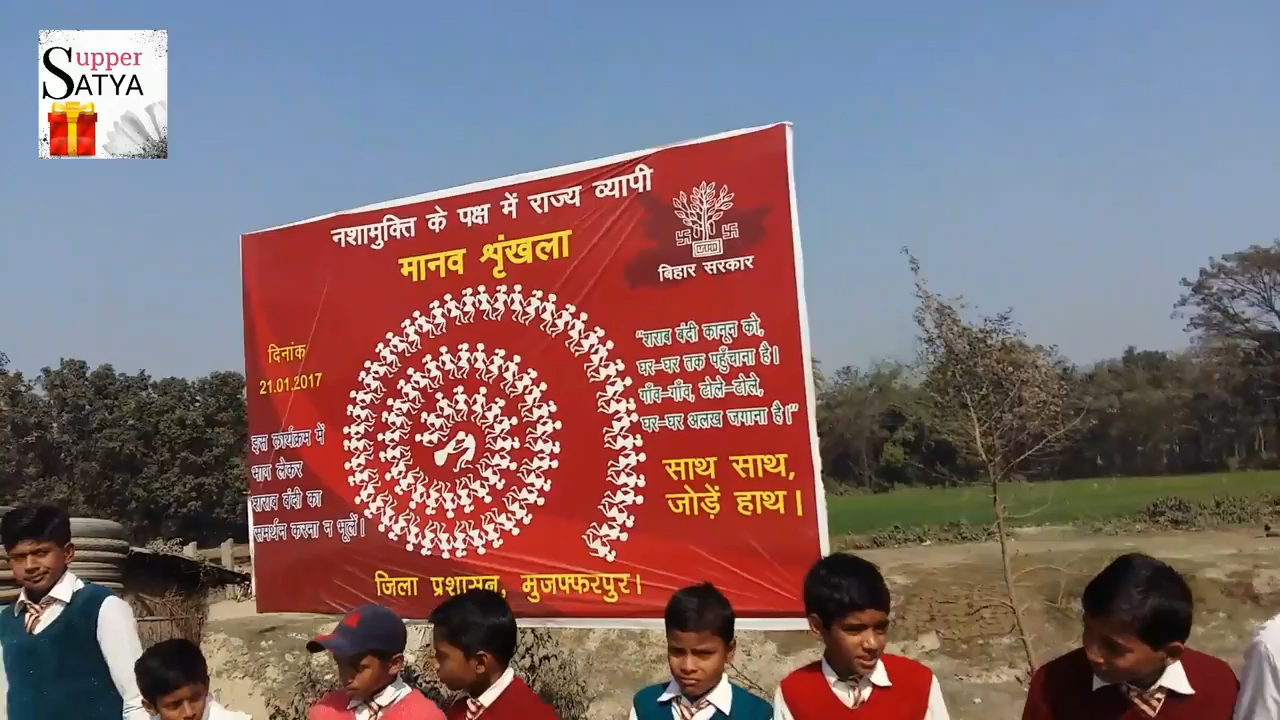 Supper
SATYA
नशामुक्ति के पक्ष में राज्य व्यापी
मानव शृंखला
बिहार सरकार
दिनांक
21.01.2017
इस कार्यक्रम में
भाग लेकर
शराब बंदी का
समर्थन करना न भूलें।
"शराब बंदी कानून को,
घर-घर तक पहुँचाना है।
गाँव-गाँव, टोले-टोले,
घर-घर अलख जगाना है।"
साथ साथ,
जोड़ें हाथ।
जिला प्रशासन, मुजफ्फरपुर।